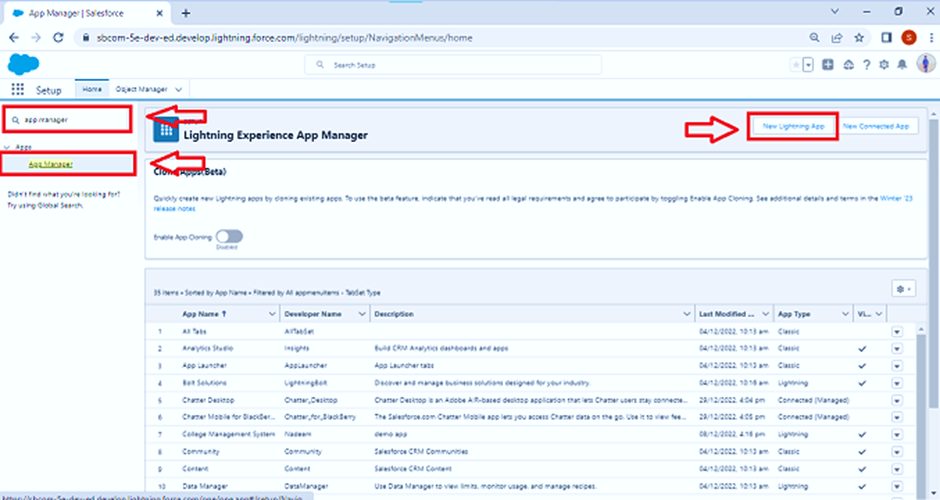 App Manager | Salesforce
sbcom-5e-dev-ed.develop.lightning.force.com/lightning/setup/NavigationMenus/home
S
Search Setup
Setup
Home
Object Manager
app manager
Apps
App Manager
Didn't find what you're looking for?
Try using Global Search.
SETUP
Lightning Experience App Manager
New Lightning App
New Connected App
Clone Apps(Beta)
Quickly create new Lightning apps by cloning existing apps. To use the beta feature, indicate that you've read all legal requirements and agree to participate by toggling Enable App Cloning. See additional details and terms in the Winter '23
release notes
Enable App Cloning
Disabled
35 items • Sorted by App Name • Filtered by All appmenuitems - TabSet Type
App Name ↑ Developer Name Description Last Modified ... App Type Vi...
1 All Tabs AllTabSet 04/12/2022, 10:13 am Classic
2 Analytics Studio Insights Build CRM Analytics dashboards and apps 04/12/2022, 10:13 am Classic
3 App Launcher AppLauncher App Launcher tabs 04/12/2022, 10:13 am Classic
4 Bolt Solutions LightningBolt Discover and manage business solutions designed for your industry. 04/12/2022, 10:16 am Lightning
5 Chatter Desktop Chatter_Desktop Chatter Desktop is an Adobe AIR-based desktop application that lets Chatter users stay connecte... 29/12/2022, 4:04 pm Connected (Managed)
6 Chatter Mobile for BlackBer... Chatter_for_BlackBerry The Salesforce.com Chatter Mobile app lets you access Chatter data on the go. Use it to view fee... 29/12/2022, 4:05 pm Connected (Managed)
7 College Management System Nadeem demo app 08/12/2022, 4:16 pm Lightning
8 Community Community Salesforce CRM Communities 04/12/2022, 10:13 am Classic
9 Content Content Salesforce CRM Content 04/12/2022, 10:13 am Classic
10 Data Manager DataManager Use Data Manager to view limits, monitor usage, and manage recipes. 04/12/2022, 10:13 am Lightning